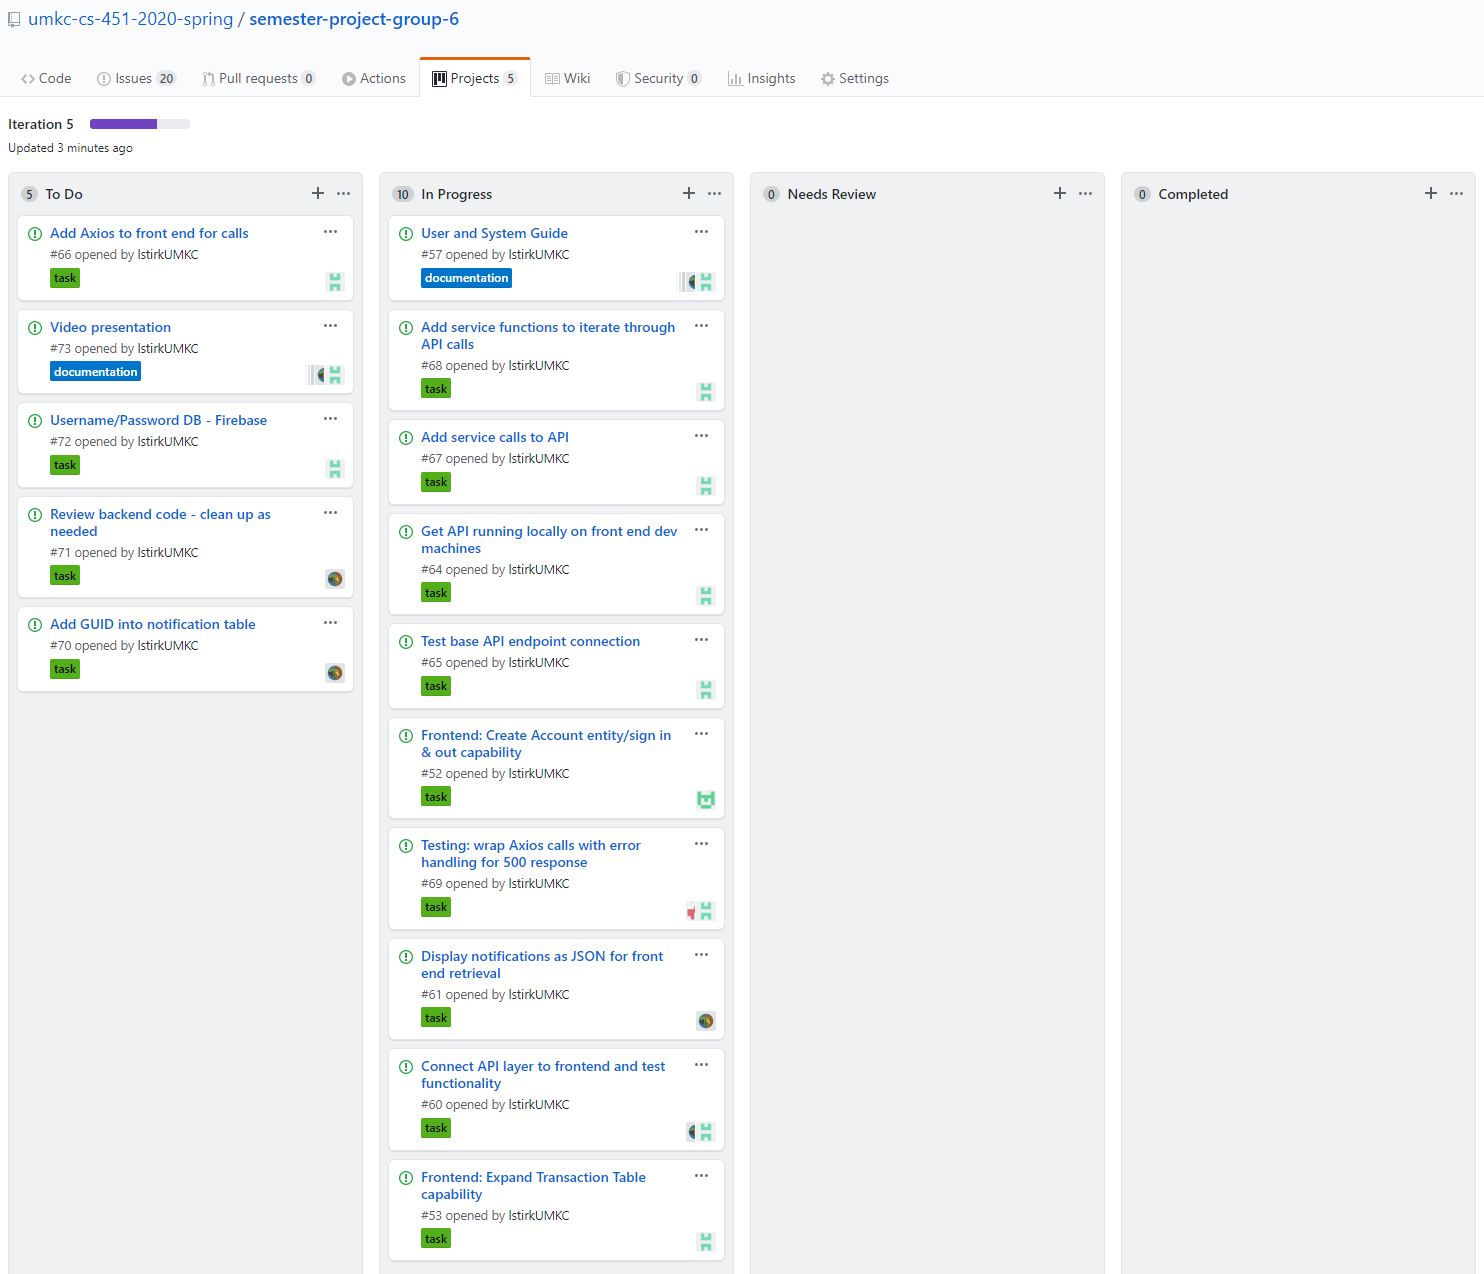 umkc-cs-451-2020-spring / semester-project-group-6
Code Issues 20 Pull requests 0 Actions Projects 5 Wiki Security 0 Insights Settings
Iteration 5
Updated 3 minutes ago
5 To Do
Add Axios to front end for calls
#66 opened by lstirkUMKC
task
Video presentation
#73 opened by lstirkUMKC
documentation
Username/Password DB - Firebase
#72 opened by lstirkUMKC
task
Review backend code - clean up as
needed
#71 opened by lstirkUMKC
task
Add GUID into notification table
#70 opened by lstirkUMKC
task
10 In Progress
User and System Guide
#57 opened by lstirkUMKC
documentation
Add service functions to iterate through
API calls
#68 opened by lstirkUMKC
task
Add service calls to API
#67 opened by lstirkUMKC
task
Get API running locally on front end dev
machines
#64 opened by lstirkUMKC
task
Test base API endpoint connection
#65 opened by lstirkUMKC
task
Frontend: Create Account entity/sign in
& out capability
#52 opened by lstirkUMKC
task
Testing: wrap Axios calls with error
handling for 500 response
#69 opened by lstirkUMKC
task
Display notifications as JSON for front
end retrieval
#61 opened by lstirkUMKC
task
Connect API layer to frontend and test
functionality
#60 opened by lstirkUMKC
task
Frontend: Expand Transaction Table
capability
#53 opened by lstirkUMKC
task
0 Needs Review
0 Completed